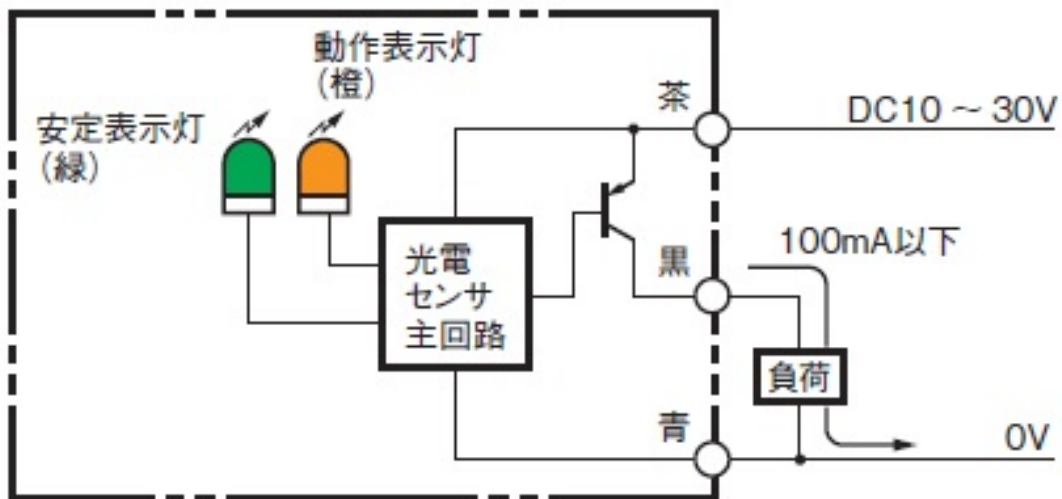 動作表示灯
(橙)
安定表示灯
(緑)
茶
DC10 ～ 30V
光電
センサ
主回路
黒
100mA以下
負荷
青
0V